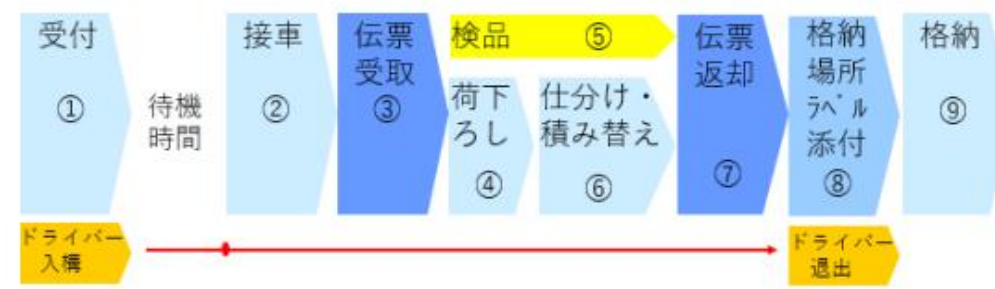 受付
①
待機
時間
接車
②
伝票
受取
③
検品 ⑤
荷下
ろし
④
仕分け・
積み替え
⑥
伝票
返却
⑦
格納
場所
ﾗﾍﾞﾙ
添付
⑧
格納
⑨
ドライバー
入構
ドライバー
退出